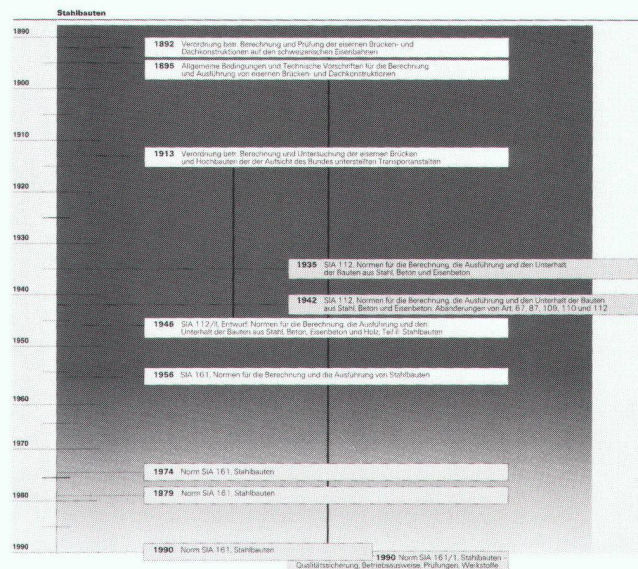 Stahlbauten
1890
1892 Verordnung betr. Berechnung und Prüfung der eisernen Brücken- und
Dachkonstruktionen auf den schweizerischen Eisenbahnen
1895 Allgemeine Bedingungen und Technische Vorschriften für die Berechnung
und Ausführung von eisernen Brücken- und Dachkonstruktionen
1900
1910
1913 Verordnung betr. Berechnung und Untersuchung der eisernen Brücken
und Hochbauten der der Aufsicht des Bundes unterstellten Transportanstalten
1920
1930
1935 SIA 112, Normen für die Berechnung, die Ausführung und den Unterhalt
der Bauten aus Stahl, Beton und Eisenbeton
1940
1942 SIA 112, Normen für die Berechnung, die Ausführung und den Unterhalt der Bauten
aus Stahl, Beton und Eisenbeton: Abänderungen von Art. 67, 87, 109, 110 und 112
1946 SIA 112/II, Entwurf, Normen für die Berechnung, die Ausführung und den
Unterhalt der Bauten aus Stahl, Beton, Eisenbeton und Holz, Teil II: Stahlbauten
1950
1956 SIA 161, Normen für die Berechnung und die Ausführung von Stahlbauten
1960
1970
1974 Norm SIA 161, Stahlbauten
1979 Norm SIA 161, Stahlbauten
1980
1990
1990 Norm SIA 161, Stahlbauten
1990 Norm SIA 161/1, Stahlbauten –
Qualitätssicherung, Betriebsausweise, Prüfungen, Werkstoffe